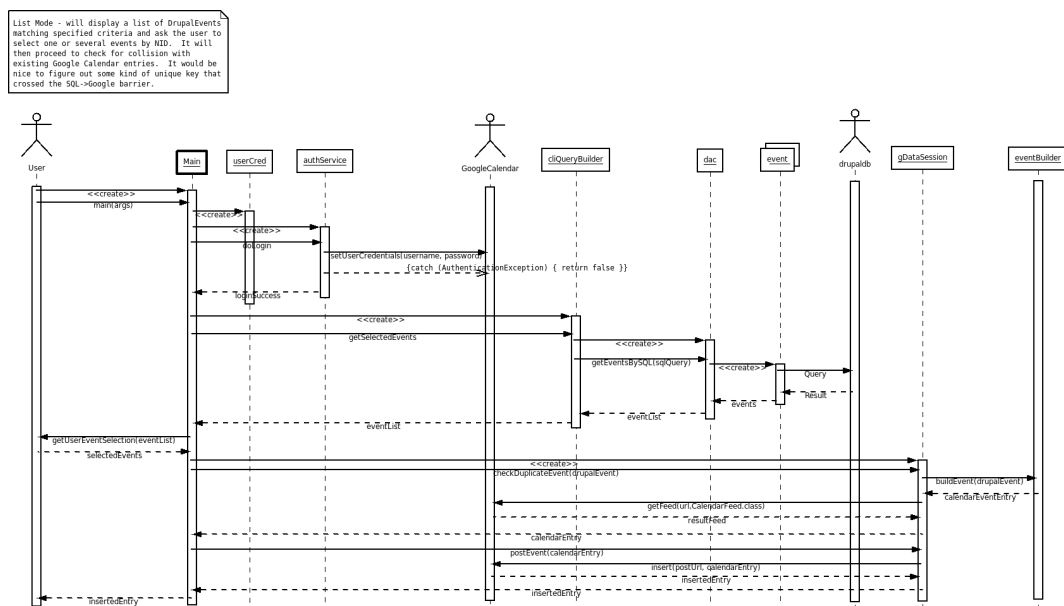 List Mode - will display a list of DrupalEvents
matching specified criteria and ask the user to
select one or several events by NID.  It will
then proceed to check for collision with
existing Google Calendar entries.  It would be
nice to figure out some kind of unique key that
crossed the SQL->Google barrier.
User
Main
userCred
authService
GoogleCalendar
cliQueryBuilder
dac
event
drupaldb
gDataSession
eventBuilder
<<create>>
main(args)
<<create>>
<<create>>
doLogin
setUserCredentials(username, password)
{catch (AuthenticationException) { return false }}
loginSuccess
<<create>>
getSelectedEvents
<<create>>
getEventsBySQL(sqlQuery)
<<create>>
Query
Result
events
eventList
eventList
getUserEventSelection(eventList)
selectedEvents
<<create>>
checkDuplicateEvent(drupalEvent)
buildEvent(drupalEvent)
calendarEventEntry
getFeed(url,CalendarFeed.class)
resultFeed
calendarEntry
postEvent(calendarEntry)
insert(postUrl, calendarEntry)
insertedEntry
insertedEntry
insertedEntry